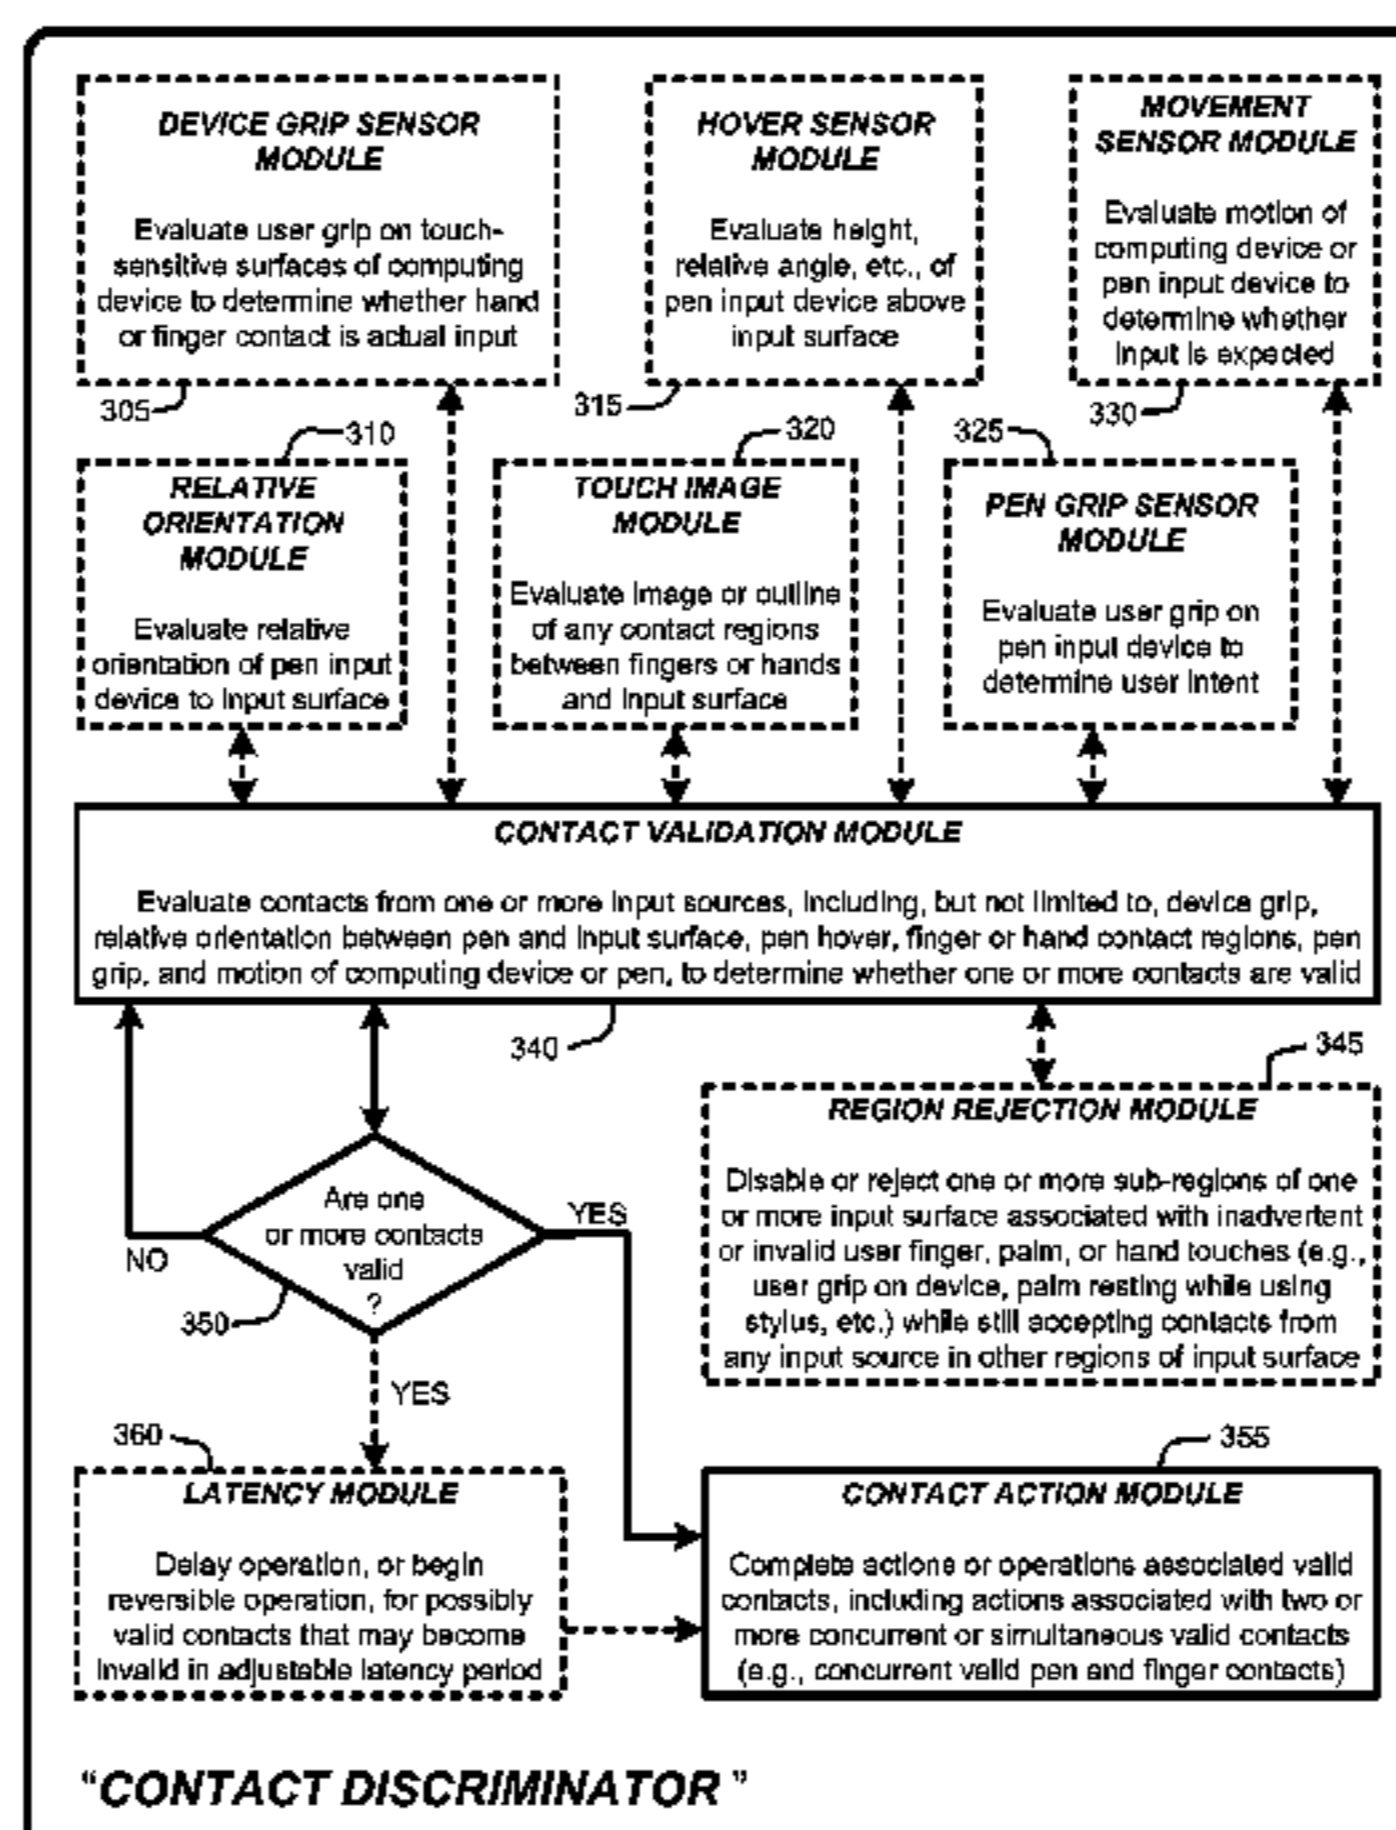 DEVICE GRIP SENSOR
MODULE
Evaluate user grip on touch-
sensitive surfaces of computing
device to determine whether hand
or finger contact is actual input
305
HOVER SENSOR
MODULE
Evaluate height,
relative angle, etc., of
pen input device above
input surface
315
MOVEMENT
SENSOR MODULE
Evaluate motion of
computing device or
pen input device to
determine whether
input is expected
330
310
RELATIVE
ORIENTATION
MODULE
Evaluate relative
orientation of pen input
device to input surface
320
TOUCH IMAGE
MODULE
Evaluate image or outline
of any contact regions
between fingers or hands
and input surface
325
PEN GRIP SENSOR
MODULE
Evaluate user grip on
pen input device to
determine user intent
CONTACT VALIDATION MODULE
Evaluate contacts from one or more input sources, including, but not limited to, device grip,
relative orientation between pen and input surface, pen hover, finger or hand contact regions, pen
grip, and motion of computing device or pen, to determine whether one or more contacts are valid
340
345
REGION REJECTION MODULE
Disable or reject one or more sub-regions of one
or more input surface associated with inadvertent
or invalid user finger, palm, or hand touches (e.g.,
user grip on device, palm resting while using
stylus, etc.) while still accepting contacts from
any input source in other regions of input surface
Are one
or more contacts
valid
?
YES
NO
350
YES
360
LATENCY MODULE
Delay operation, or begin
reversible operation, for possibly
valid contacts that may become
invalid in adjustable latency period
355
CONTACT ACTION MODULE
Complete actions or operations associated valid
contacts, including actions associated with two or
more concurrent or simultaneous valid contacts
(e.g., concurrent valid pen and finger contacts)
“CONTACT DISCRIMINATOR ”